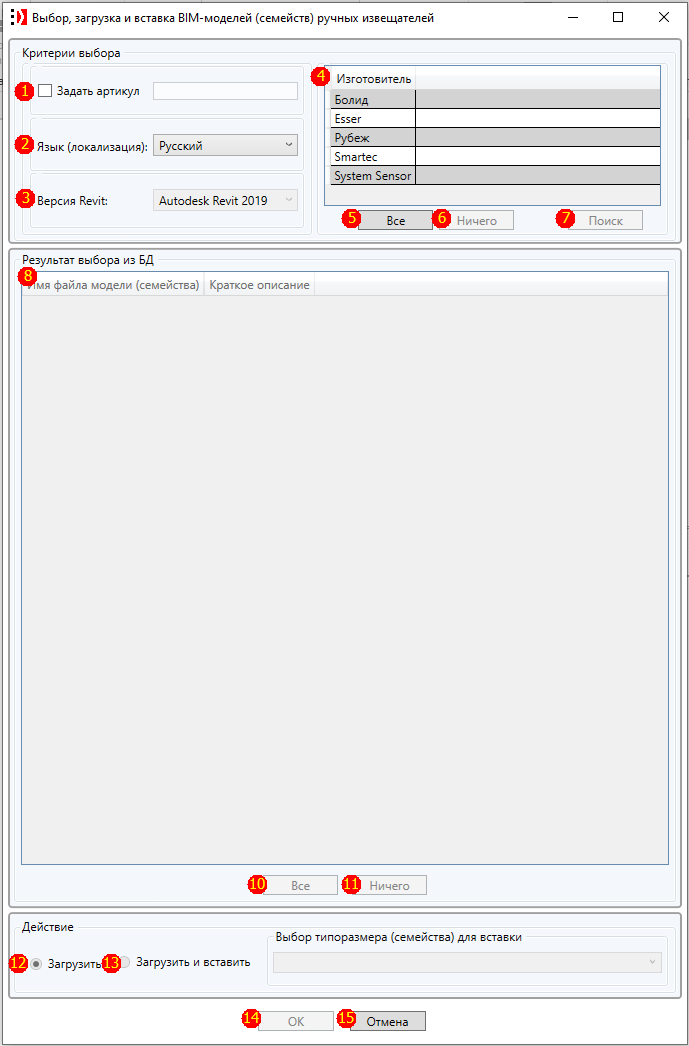 Выбор, загрузка и вставка BIM-моделей (семейств) ручных извещателей
Критерии выбора
1 Задать артикул
2 Язык (локализация): Русский
3 Версия Revit: Autodesk Revit 2019
4 Изготовитель
Болид
Esser
Рубеж
Smartec
System Sensor
5 Все 6 Ничего 7 Поиск
Результат выбора из БД
8 Имя файла модели (семейства) Краткое описание
10 Все 11 Ничего
Действие
12 Загрузить 13 Загрузить и вставить
Выбор типоразмера (семейства) для вставки
14 OK 15 Отмена